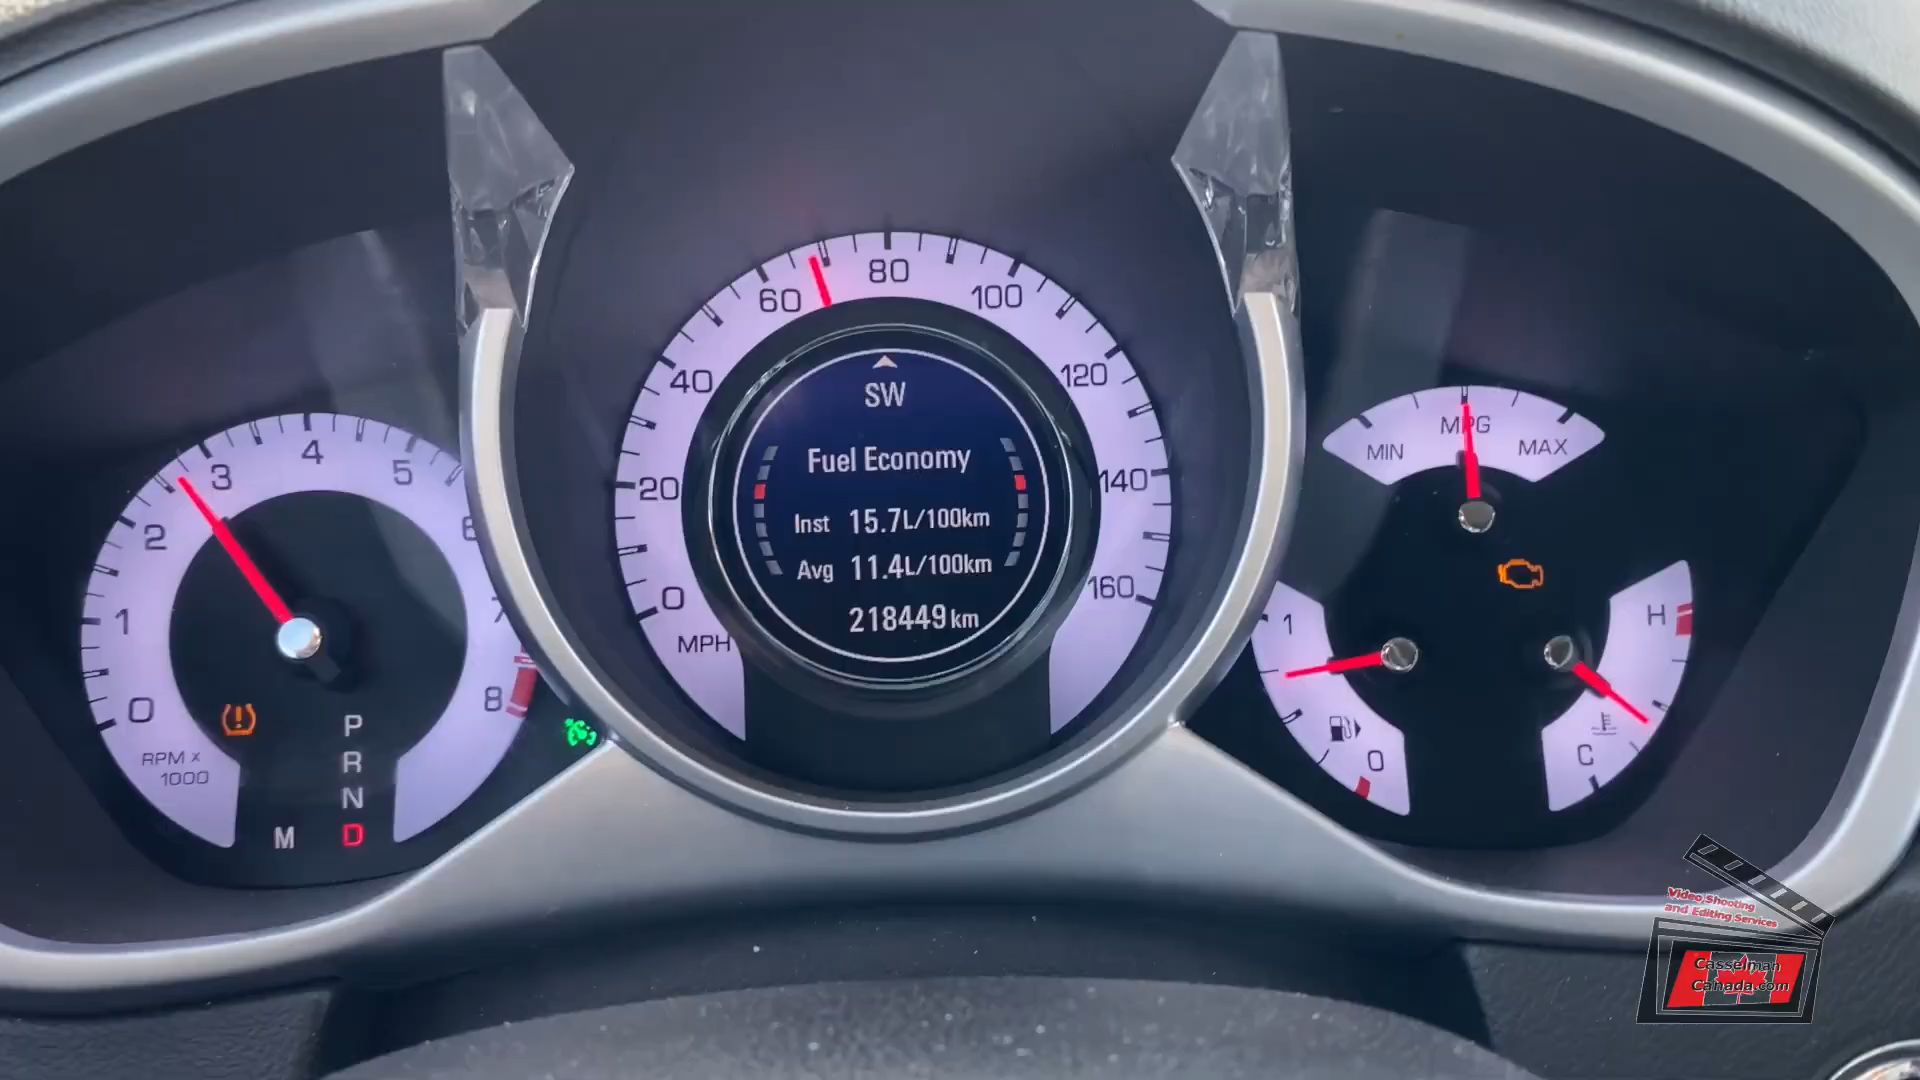 0
1
2
3
4
5
6
7
8
RPM x
1000
P
R
N
D
M
0
20
40
60
80
100
120
140
160
MPH
SW
Fuel Economy
Inst 15.7L/100km
Avg 11.4L/100km
218449 km
MIN
MPG
MAX
1
0
H
C
Video Shooting
and Editing Services
Casselman
Canada.com